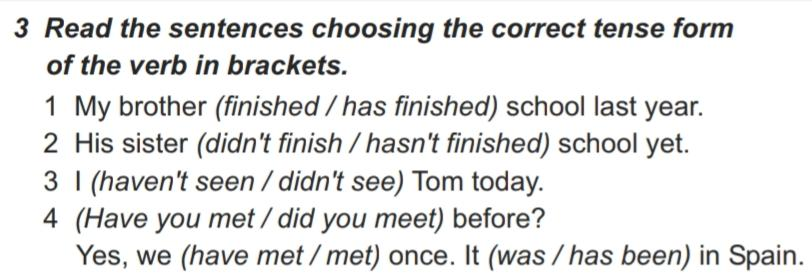 3 Read the sentences choosing the correct tense form
of the verb in brackets.
1 My brother (finished / has finished) school last year.
2 His sister (didn't finish / hasn't finished) school yet.
3 I (haven't seen / didn't see) Tom today.
4 (Have you met / did you meet) before?
Yes, we (have met / met) once. It (was / has been) in Spain.